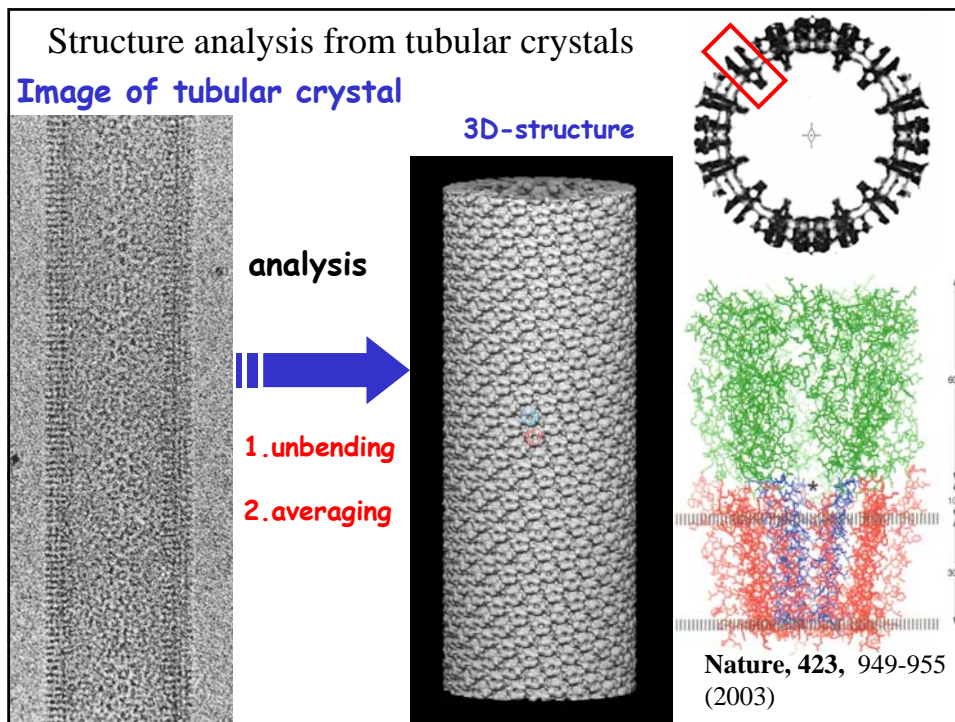 Structure analysis from tubular crystals
Image of tubular crystal
3D-structure
analysis
1.unbending
2.averaging
*
30
Nature, 423, 949-955
(2003)